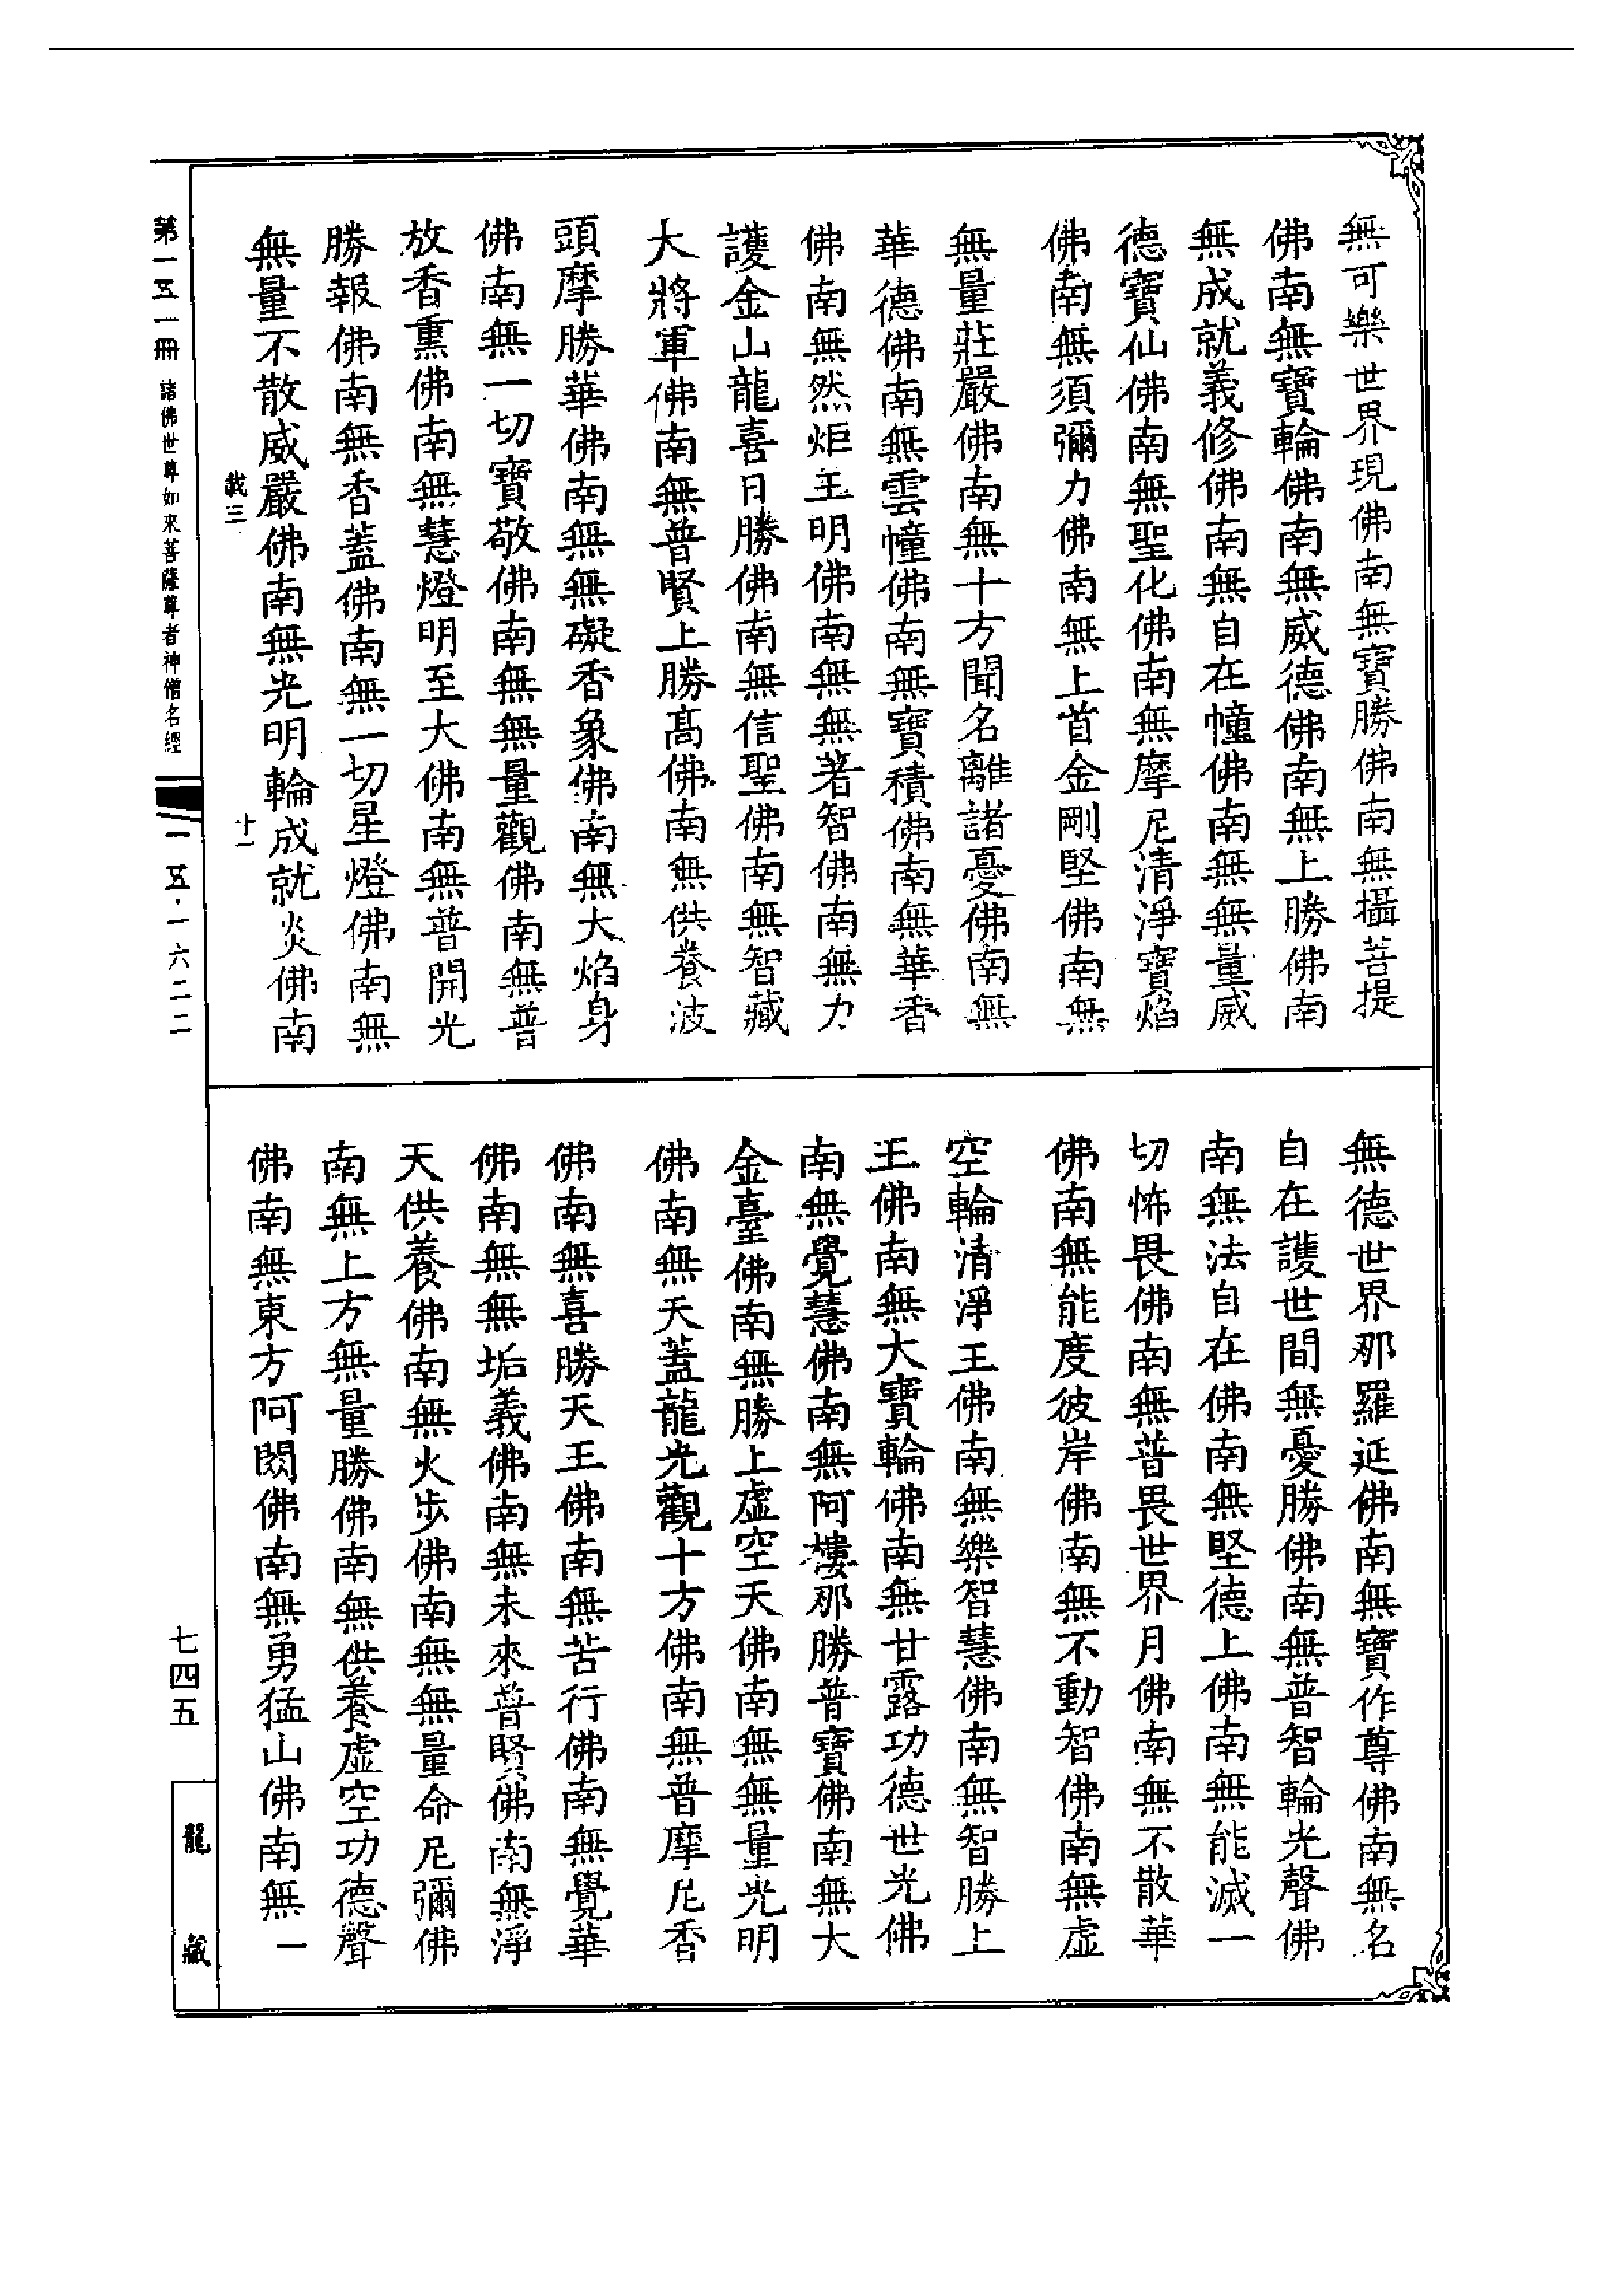 無可樂世界現佛南無寶勝佛南無攝菩提
佛南無寶輪佛南無威德佛南無上勝佛南
無成就義修佛南無自在幢佛南無無量威
德寶仙佛南無聖化佛南無摩尼清淨寶焰
佛南無須彌力佛南無上首金剛堅佛南無
無量莊嚴佛南無十方聞名離諸憂佛南無
華德佛南無雲幢佛南無寶積佛南無華香
佛南無然炬王明佛南無無著智佛南無力
護金山龍喜日勝佛南無信聖佛南無智藏
大將軍佛南無普賢上勝高佛南無供養波
頭摩勝華佛南無無礙香象佛南無大焰身
佛南無一切寶敬佛南無無量觀佛南無普
放香熏佛南無慧燈明至大佛南無普開光
勝報佛南無香蓋佛南無一切星燈佛南無
無量不散威嚴佛南無光明輪成就炎佛南
載三 十一
無德世界那羅延佛南無寶作尊佛南無名
自在護世間無憂勝佛南無普智輪光聲佛
南無法自在佛南無堅德上佛南無能滅一
切怖畏佛南無普畏世界月佛南無不散華
佛南無能度彼岸佛南無不動智佛南無虛
空輪清淨王佛南無樂智慧佛南無智勝上
王佛南無大寶輪佛南無甘露功德世光佛
南無覺慧佛南無阿摟那勝普寶佛南無大
金臺佛南無勝上虛空天佛南無無量光明
佛南無天蓋龍光觀十方佛南無普摩尼香
佛南無喜勝天王佛南無苦行佛南無覺華
佛南無無垢義佛南無未來普賢佛南無淨
天供養佛南無火步佛南無無量命尼彌佛
南無上方無量勝佛南無供養虛空功德聲
佛南無東方阿閦佛南無勇猛山佛南無一
第一五一冊 諸佛世尊如來菩薩尊者神僧名經
一五·一六二二
七四五
龍藏